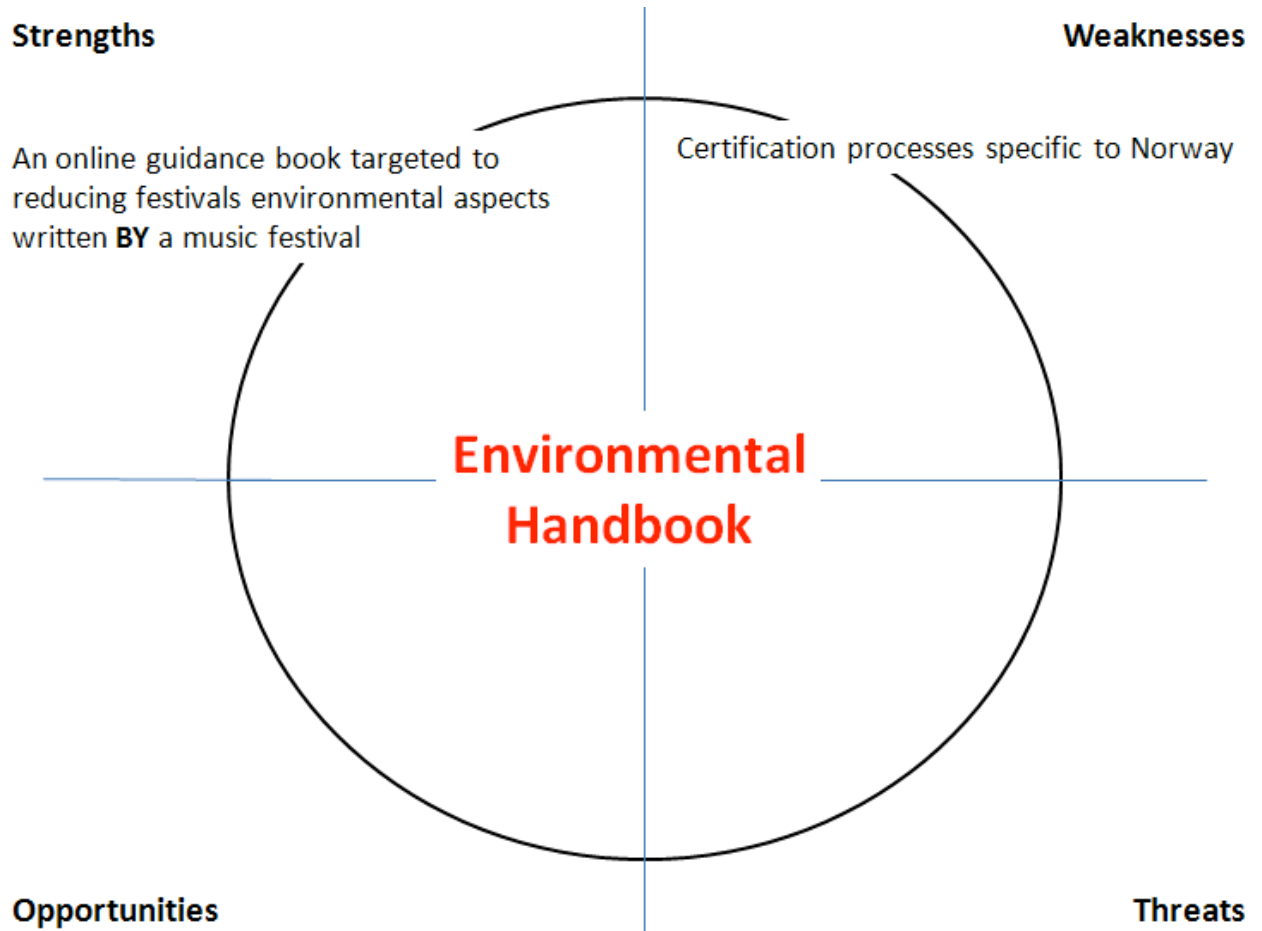 Strengths
Weaknesses
An online guidance book targeted to
reducing festivals environmental aspects
written BY a music festival
Certification processes specific to Norway
Environmental
Handbook
Opportunities
Threats